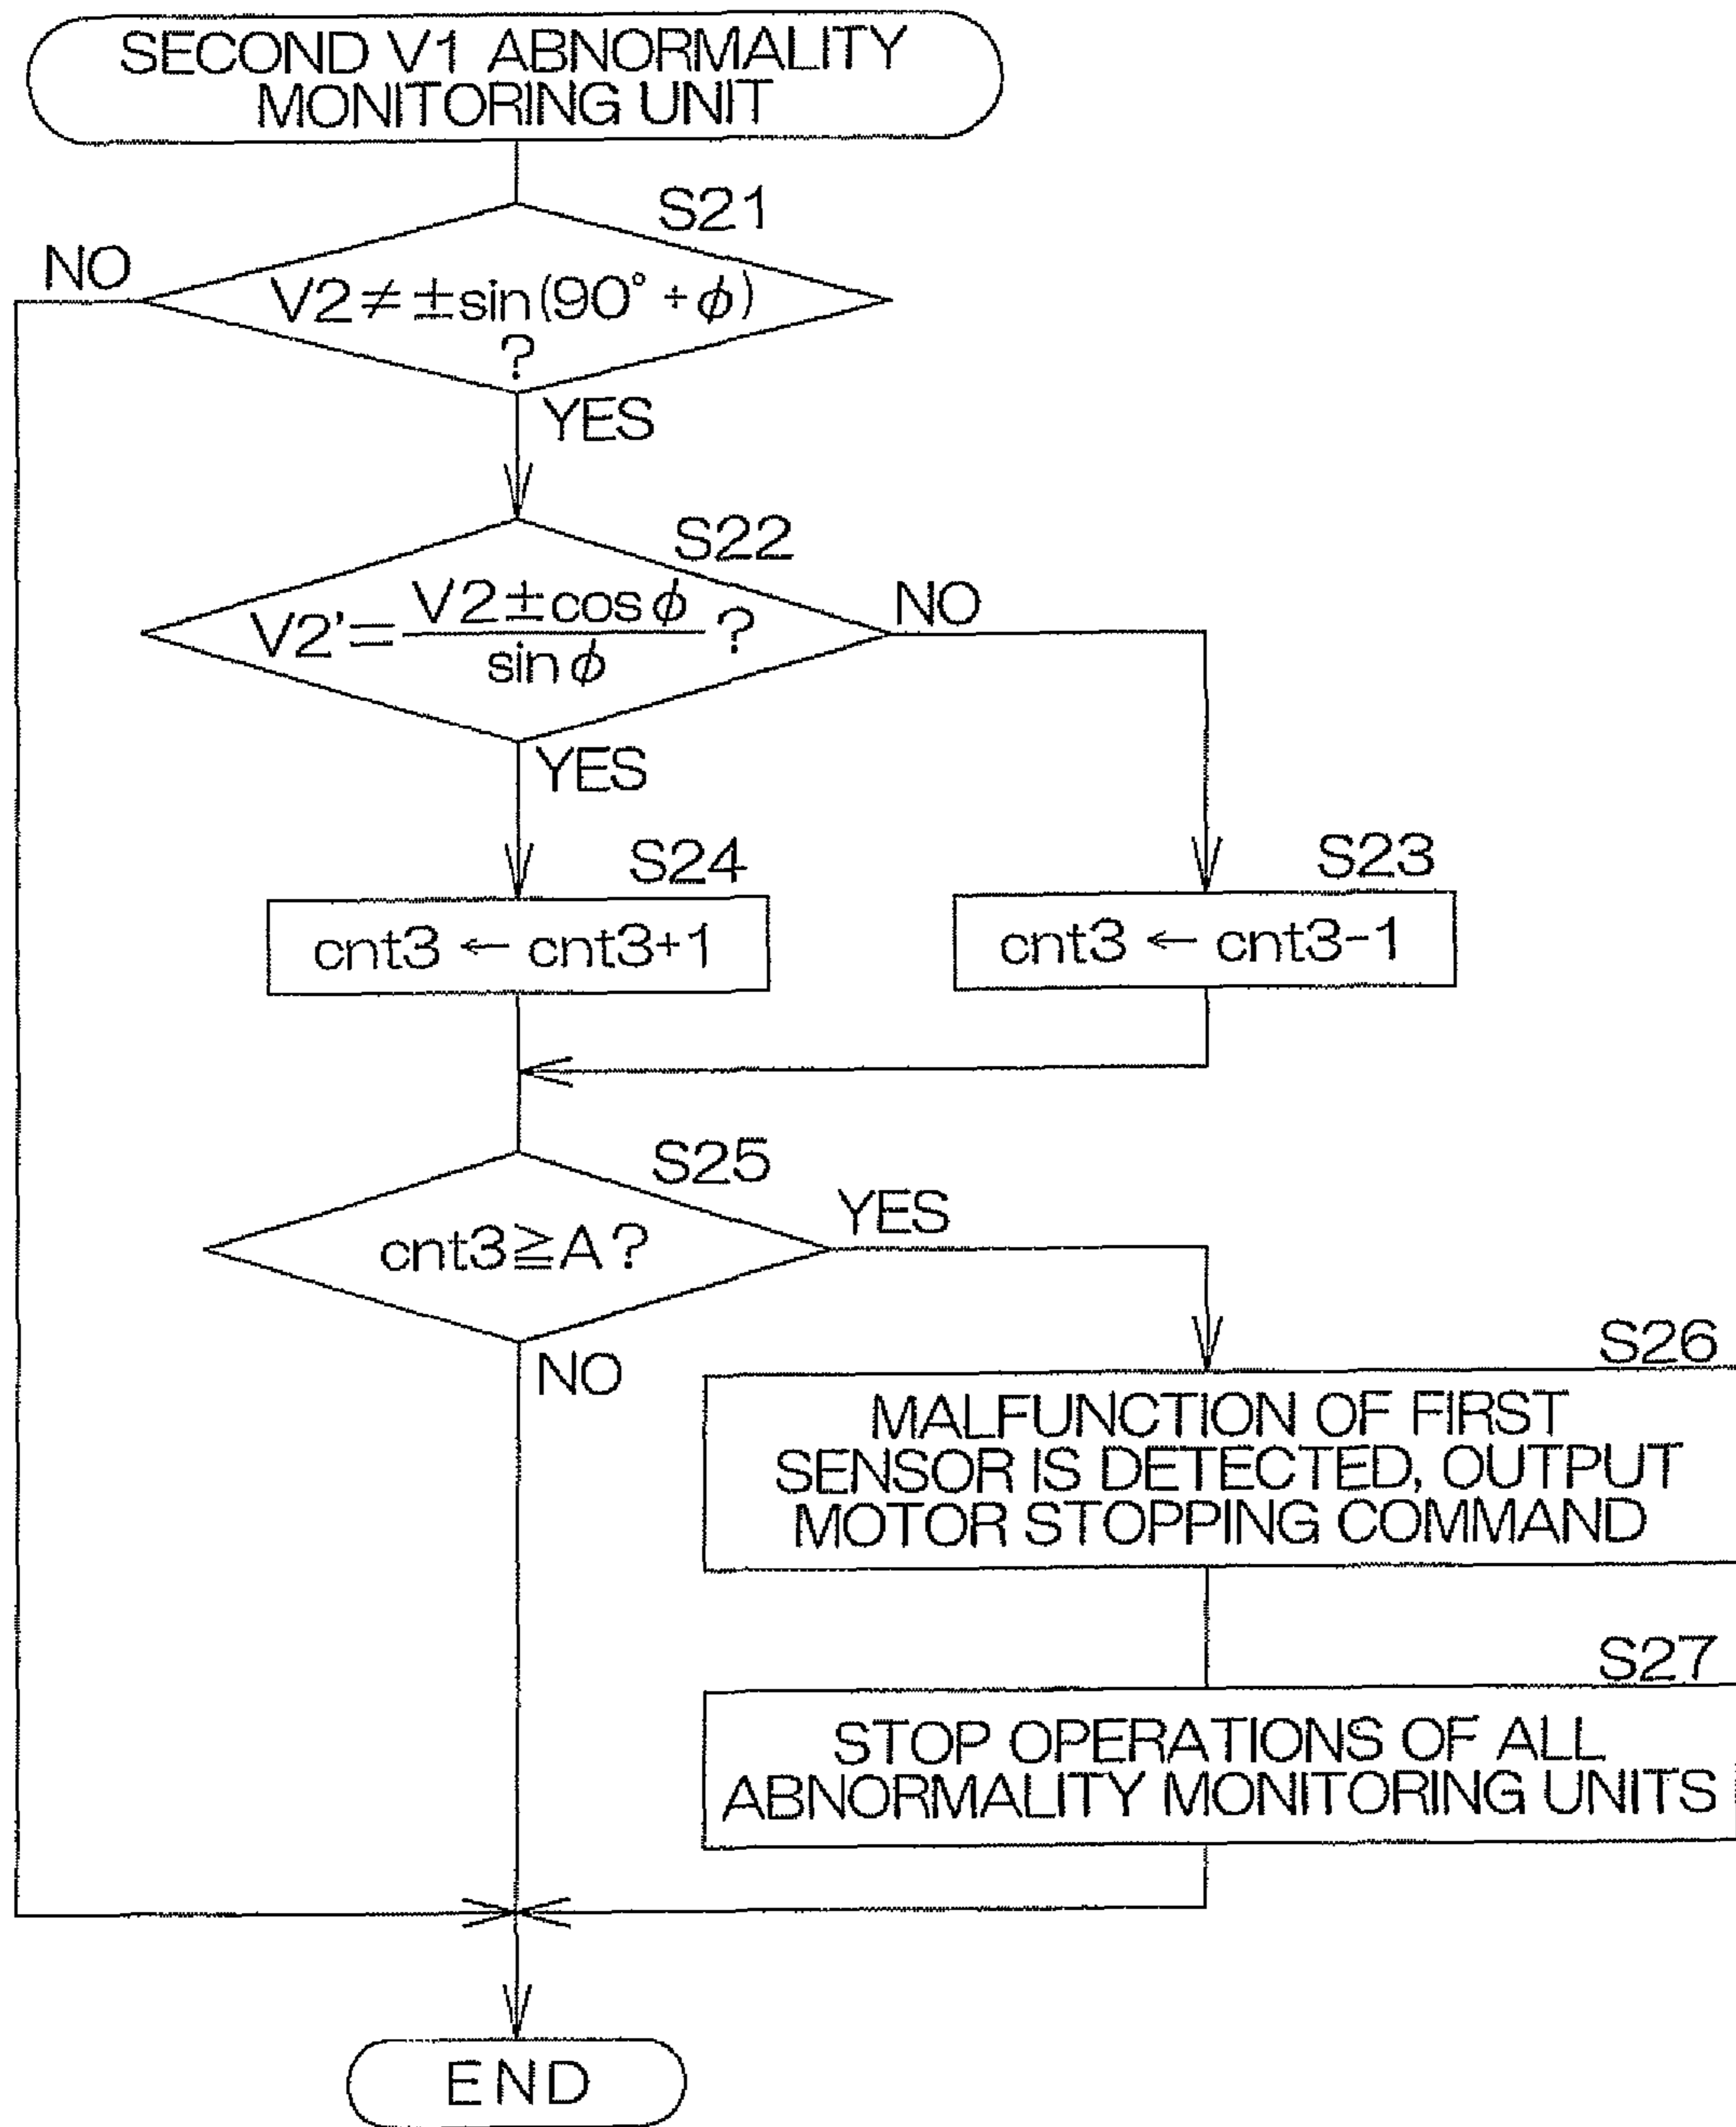 SECOND V1 ABNORMALITY
MONITORING UNIT
S21
NO
V2 ≠ ±sin(90° + ϕ)
?
YES
S22
V2' = (V2 ± cos ϕ) / sin ϕ ?
NO
YES
S24
cnt3 ← cnt3+1
S23
cnt3 ← cnt3-1
S25
cnt3 ≧ A ?
YES
NO
S26
MALFUNCTION OF FIRST
SENSOR IS DETECTED, OUTPUT
MOTOR STOPPING COMMAND
S27
STOP OPERATIONS OF ALL
ABNORMALITY MONITORING UNITS
END